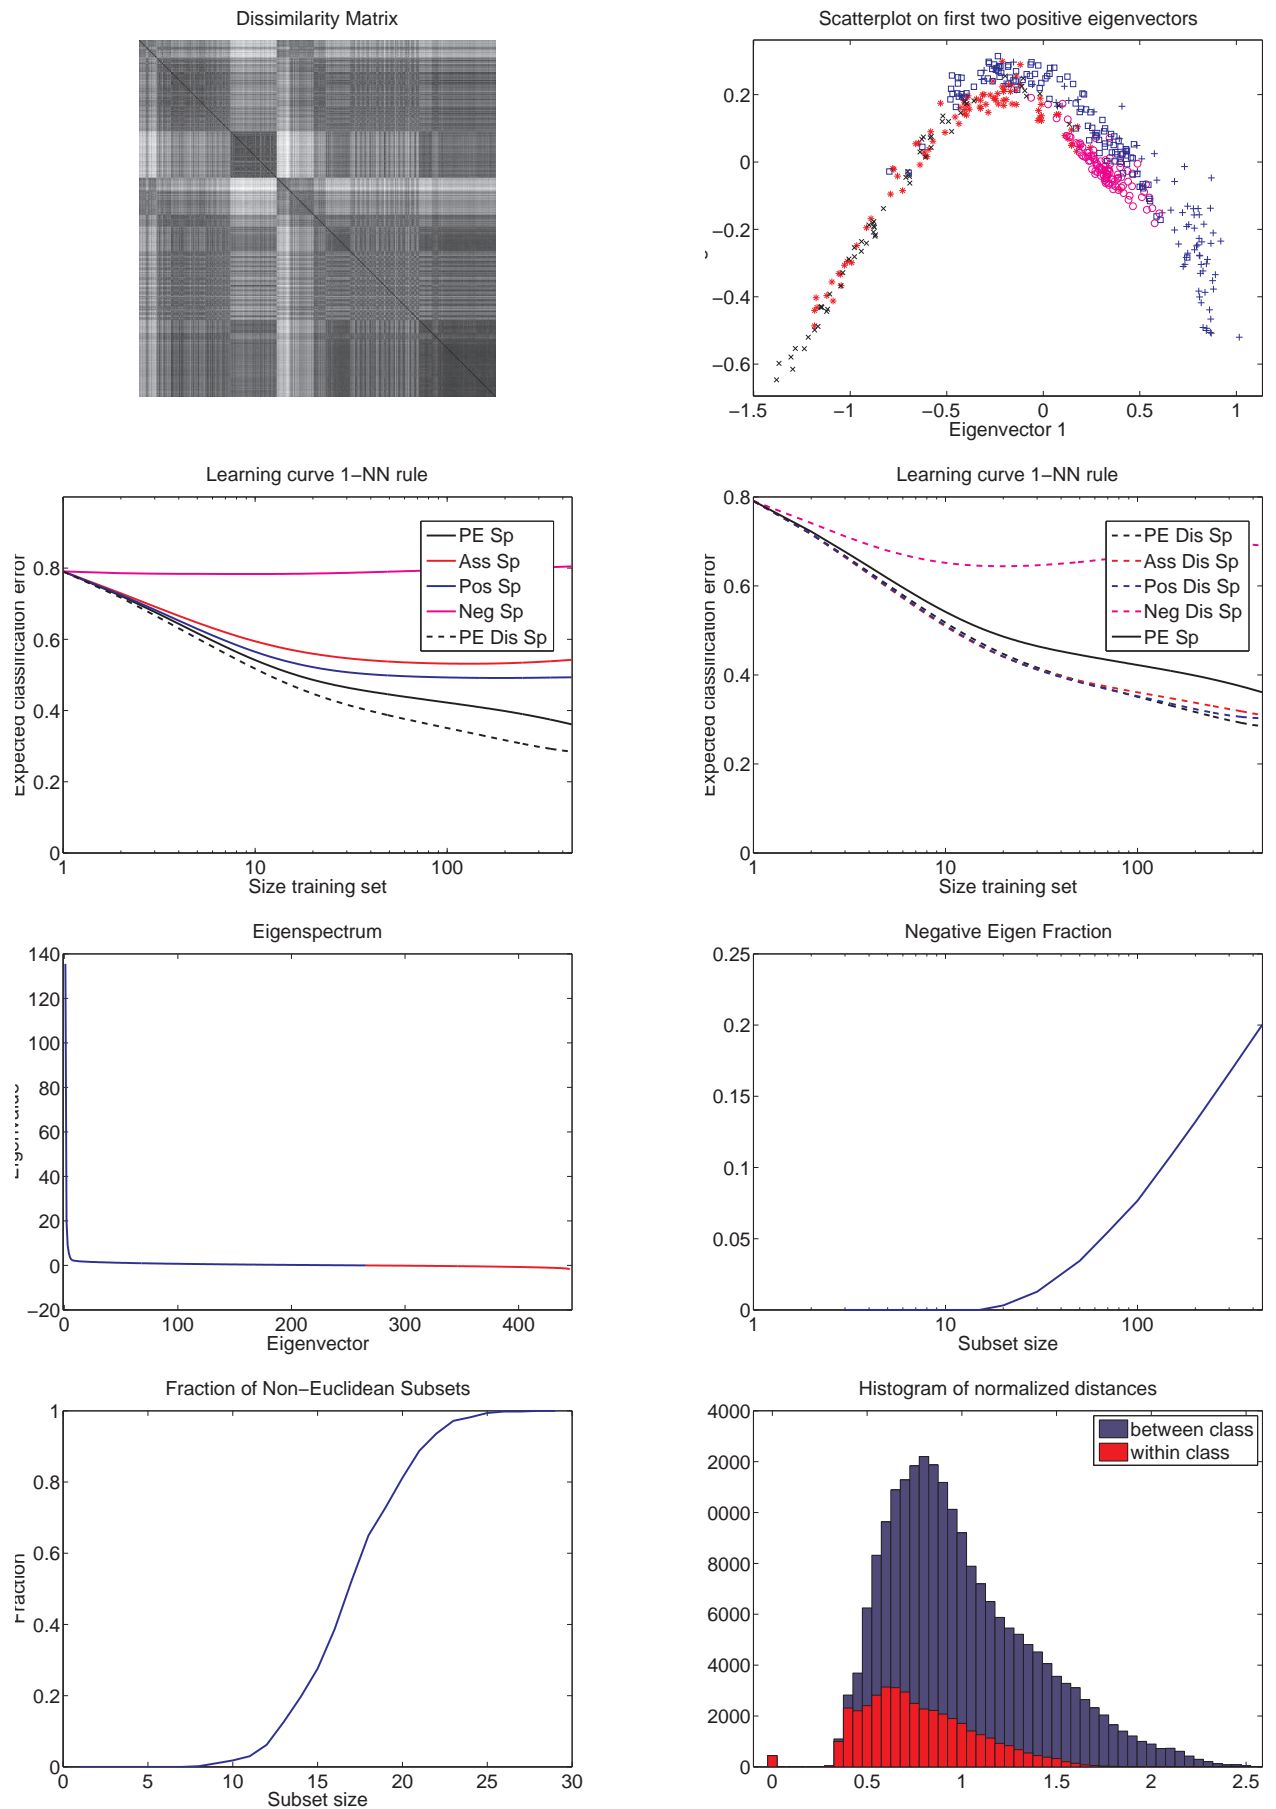 Dissimilarity Matrix
Scatterplot on first two positive eigenvectors
0.2
0
−0.2
−0.4
−0.6
−1.5 −1 −0.5 0 0.5 1
Eigenvector 1
Learning curve 1−NN rule
Expected classification error
0.8
0.6
0.4
0.2
0
1 10 100
Size training set
PE Sp
Ass Sp
Pos Sp
Neg Sp
PE Dis Sp
Learning curve 1−NN rule
Expected classification error
0.8
0.6
0.4
0.2
0
1 10 100
Size training set
PE Dis Sp
Ass Dis Sp
Pos Dis Sp
Neg Dis Sp
PE Sp
Eigenspectrum
Eigenvalue
140
120
100
80
60
40
20
0
−20
0 100 200 300 400
Eigenvector
Negative Eigen Fraction
0.25
0.2
0.15
0.1
0.05
0
1 10 100
Subset size
Fraction of Non−Euclidean Subsets
Fraction
1
0.8
0.6
0.4
0.2
0
0 5 10 15 20 25 30
Subset size
Histogram of normalized distances
4000
2000
0000
8000
6000
4000
2000
0
0 0.5 1 1.5 2 2.5
between class
within class